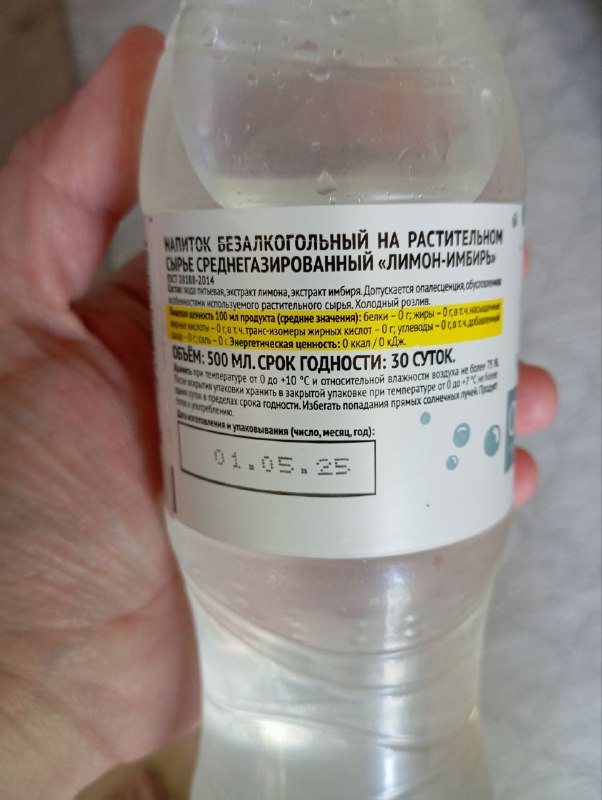 НАПИТОК БЕЗАЛКОГОЛЬНЫЙ НА РАСТИТЕЛЬНОМ
СЫРЬЕ СРЕДНЕГАЗИРОВАННЫЙ «ЛИМОН-ИМБИРЬ»
ГОСТ 28188-2014
Состав: вода питьевая, экстракт лимона, экстракт имбиря. Допускается опалесценция, обусловленная
особенностями используемого растительного сырья. Холодный розлив.
Пищевая ценность 100 мл продукта (средние значения): белки – 0 г; жиры – 0 г, в т. ч. насыщенные
жирные кислоты – 0 г, в т. ч. транс-изомеры жирных кислот – 0 г; углеводы – 0 г, в т. ч. добавленный
сахар – 0 г; соль – 0 г. Энергетическая ценность: 0 ккал / 0 кДж.
ОБЪЁМ: 500 МЛ. СРОК ГОДНОСТИ: 30 СУТОК.
Хранить при температуре от 0 до +10 °С и относительной влажности воздуха не более 75 %.
После вскрытия упаковки хранить в закрытой упаковке при температуре от 0 до +7 °С не более
суток в пределах срока годности. Избегать попадания прямых солнечных лучей. Продукт
готов к употреблению.
Дата изготовления и упаковывания (число, месяц, год):
01.05.25